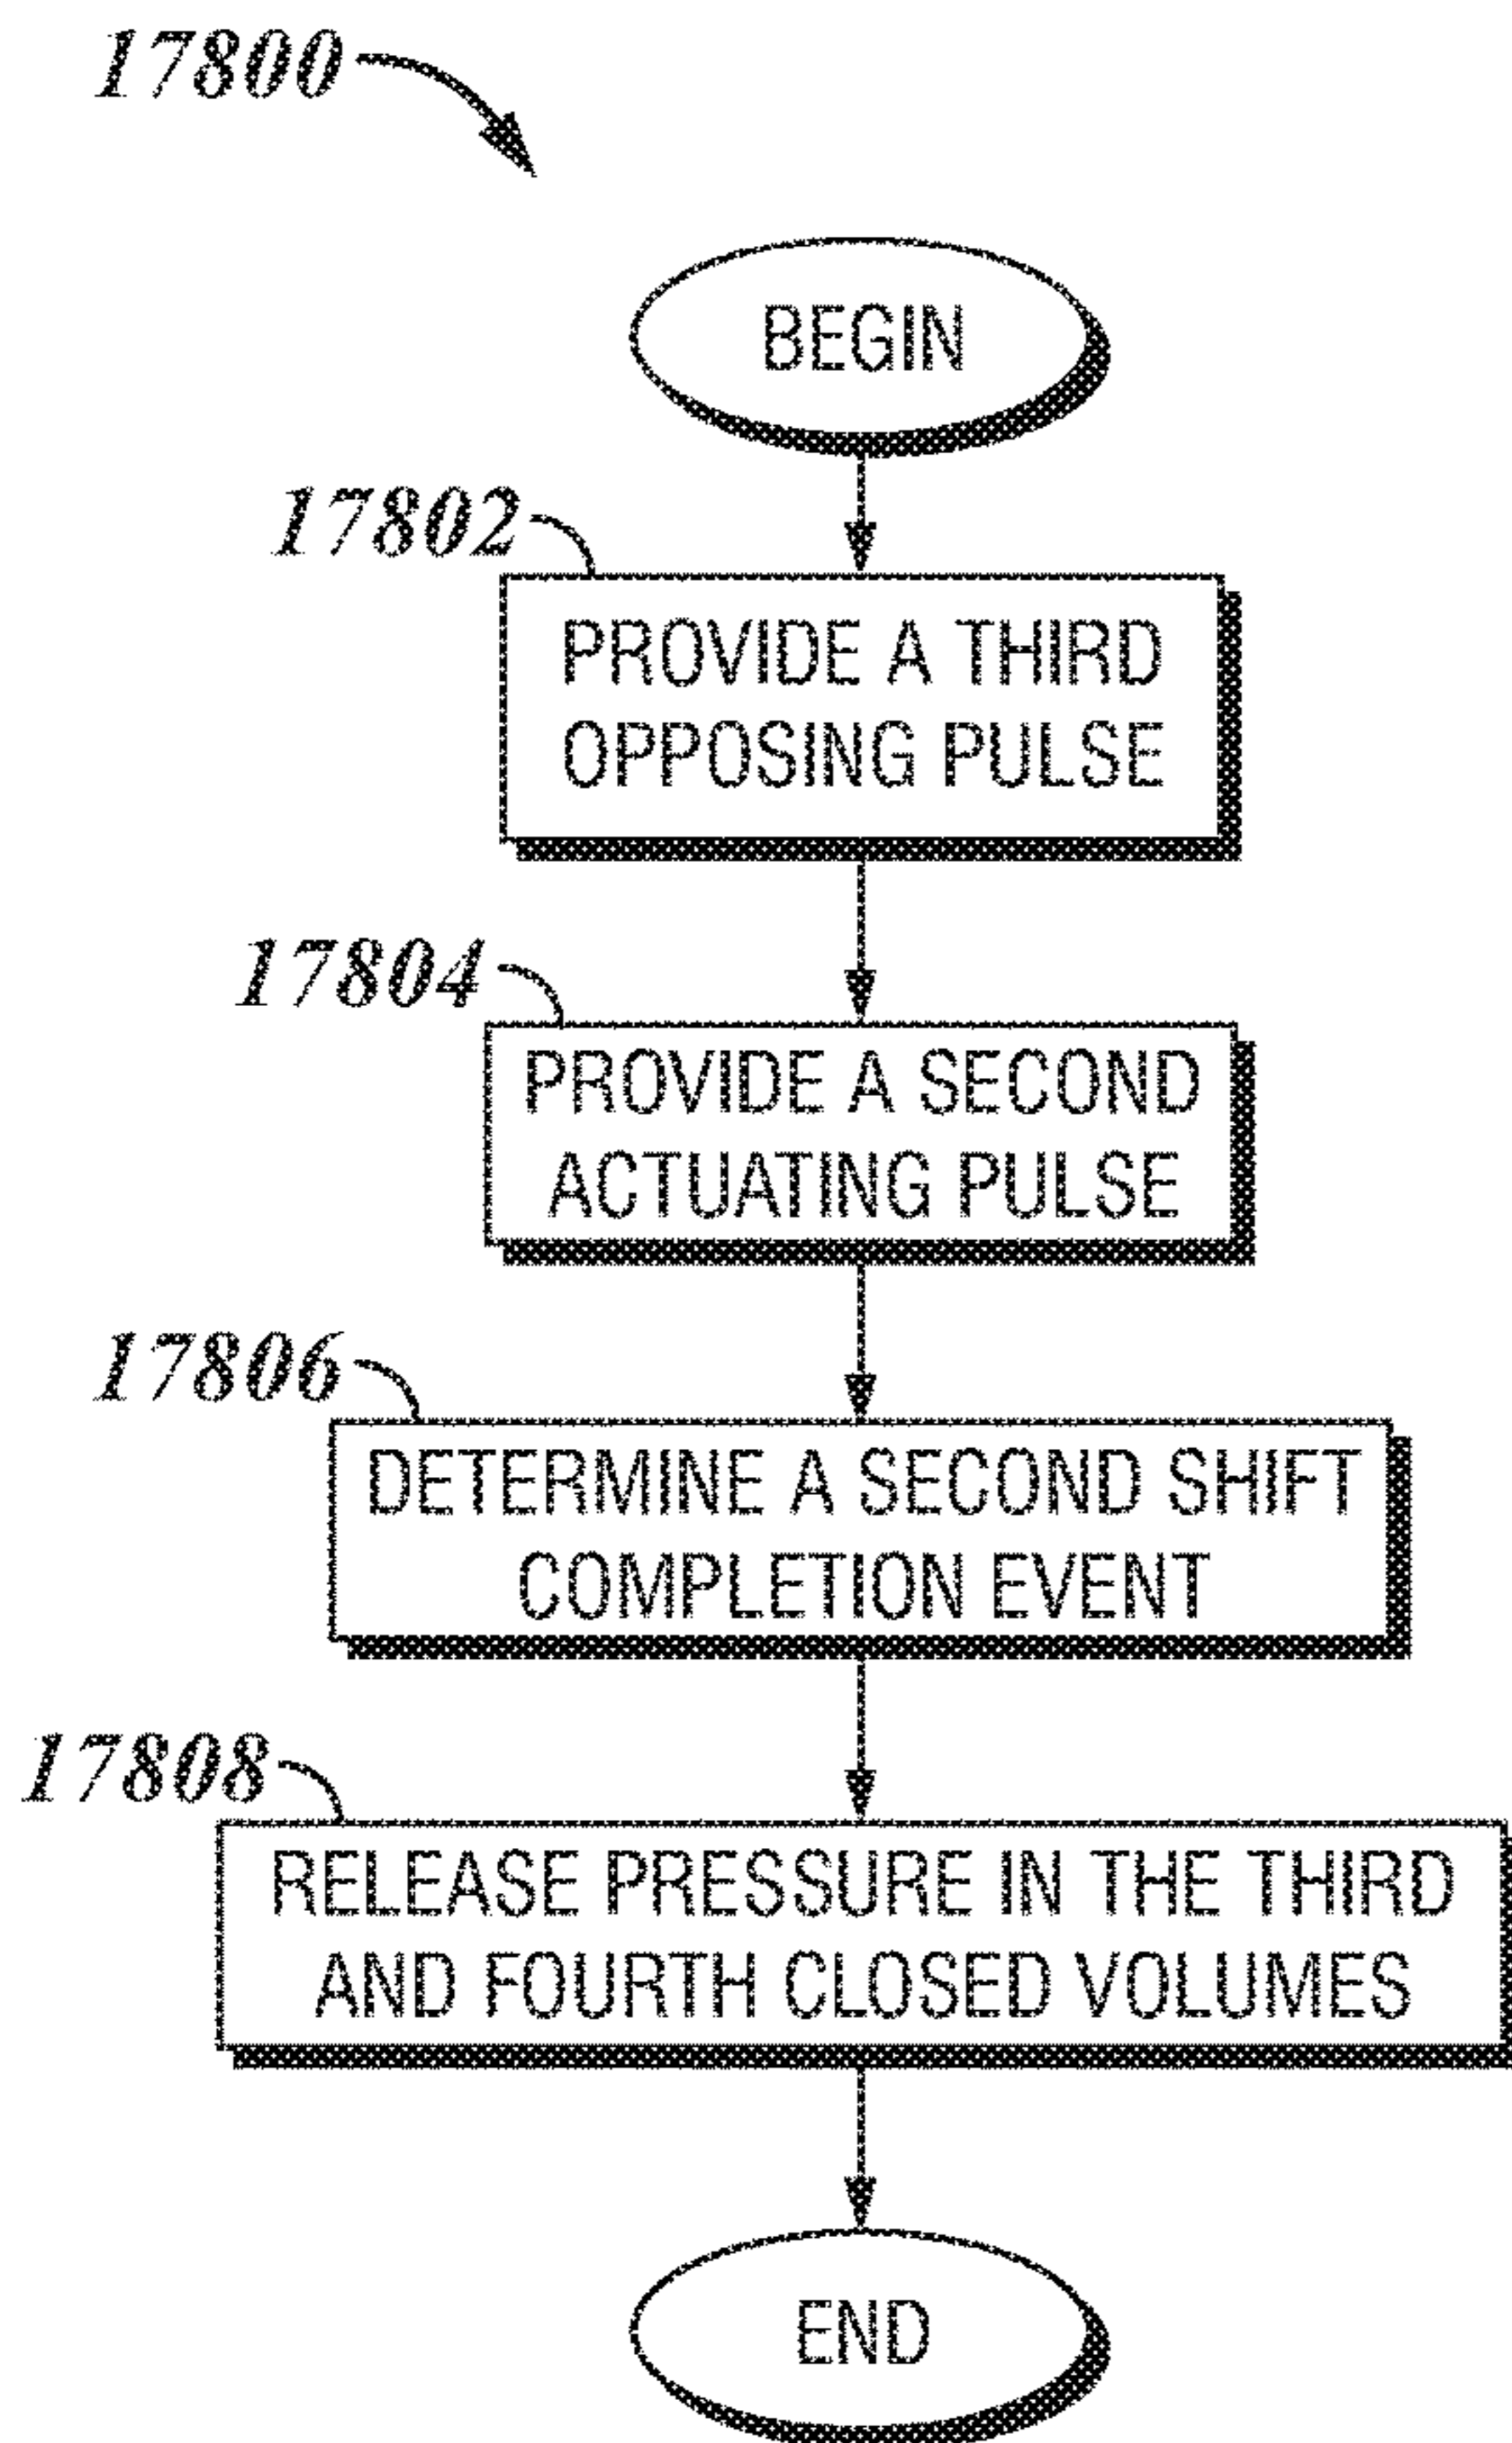 17800
BEGIN
17802
PROVIDE A THIRD
OPPOSING PULSE
17804
PROVIDE A SECOND
ACTUATING PULSE
17806
DETERMINE A SECOND SHIFT
COMPLETION EVENT
17808
RELEASE PRESSURE IN THE THIRD
AND FOURTH CLOSED VOLUMES
END